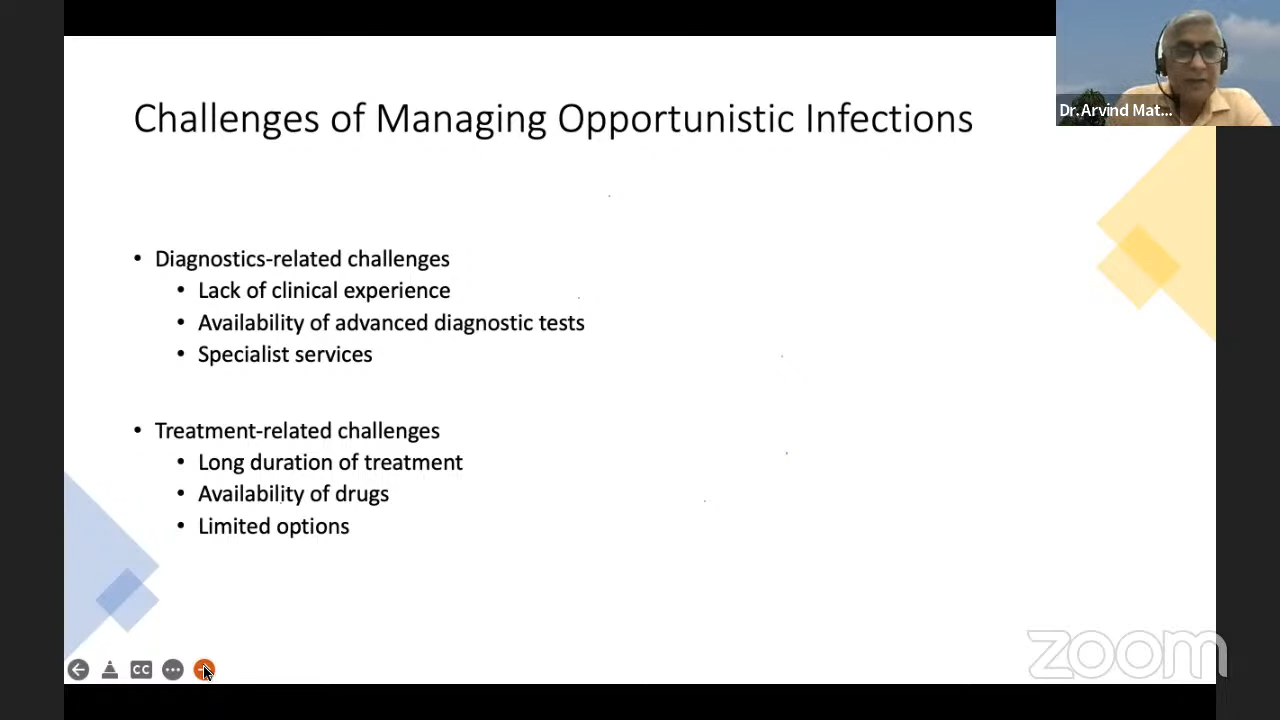 Challenges of Managing Opportunistic Infections
Dr. Arvind Mat...
• Diagnostics-related challenges
• Lack of clinical experience
• Availability of advanced diagnostic tests
• Specialist services
• Treatment-related challenges
• Long duration of treatment
• Availability of drugs
• Limited options
CC
zoom